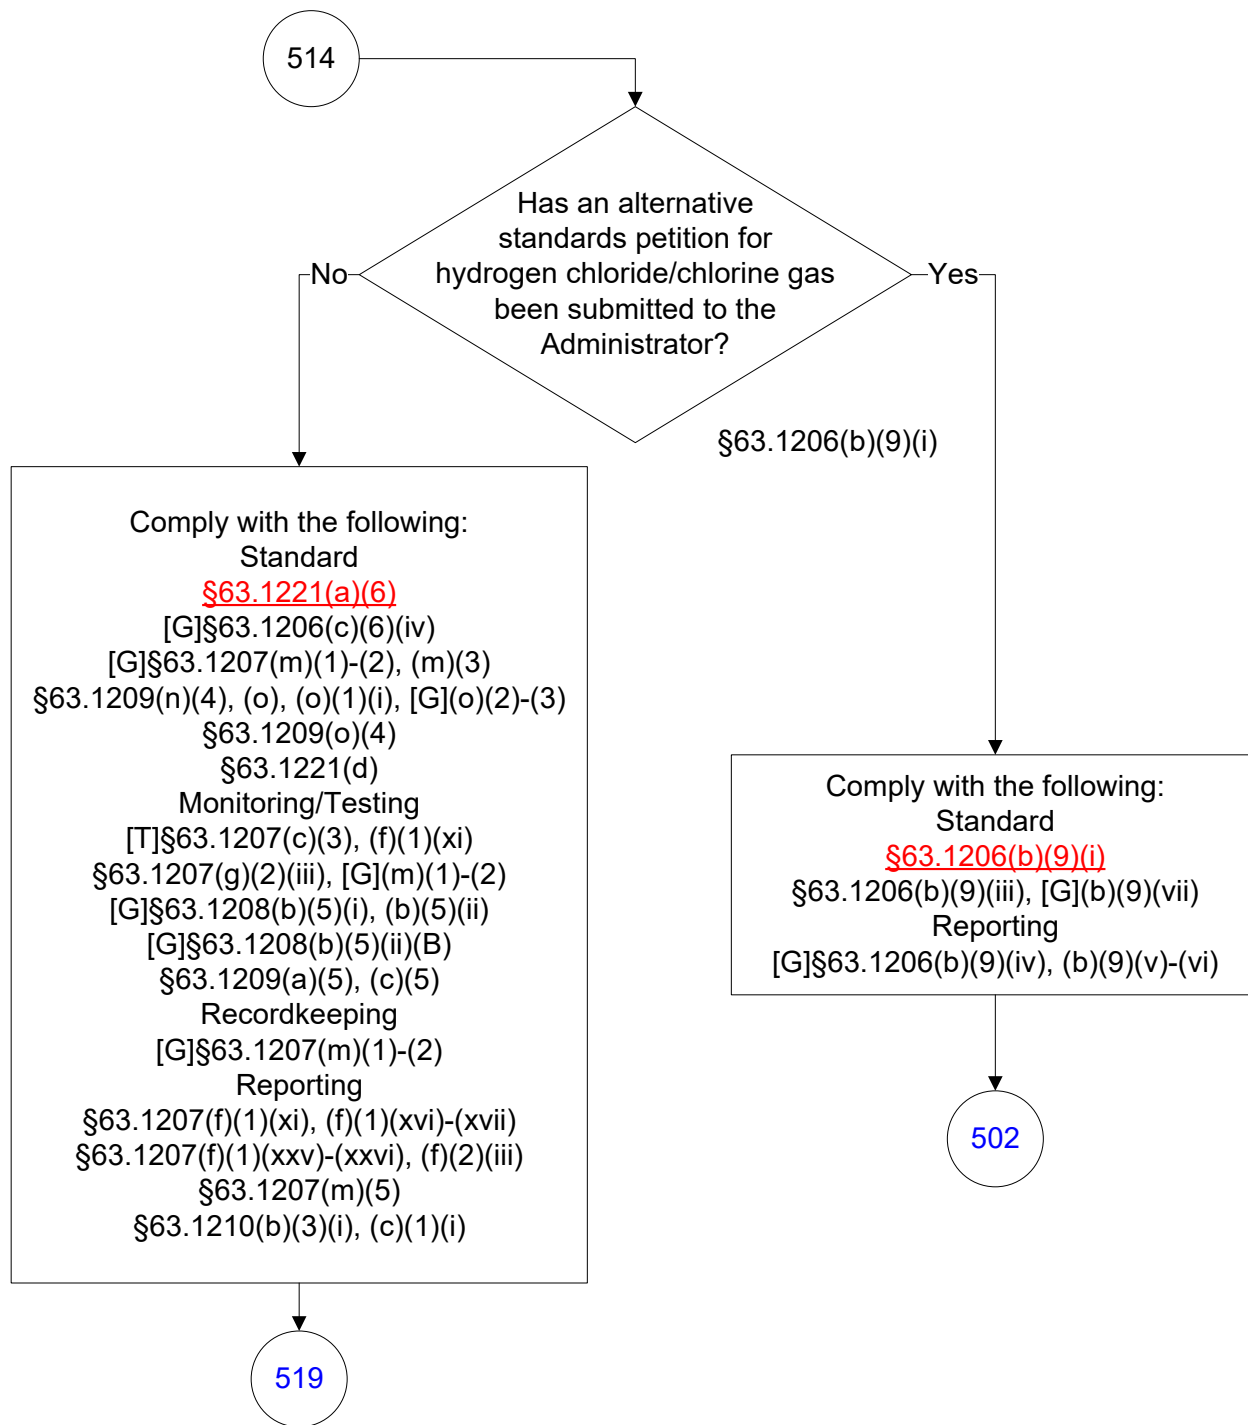 514
Has an alternative
standards petition for
hydrogen chloride/chlorine gas
been submitted to the
Administrator?
No
Yes
§63.1206(b)(9)(i)
Comply with the following:
Standard
§63.1221(a)(6)
[G]§63.1206(c)(6)(iv)
[G]§63.1207(m)(1)-(2), (m)(3)
§63.1209(n)(4), (o), (o)(1)(i), [G](o)(2)-(3)
§63.1209(o)(4)
§63.1221(d)
Monitoring/Testing
[T]§63.1207(c)(3), (f)(1)(xi)
§63.1207(g)(2)(iii), [G](m)(1)-(2)
[G]§63.1208(b)(5)(i), (b)(5)(ii)
[G]§63.1208(b)(5)(ii)(B)
§63.1209(a)(5), (c)(5)
Recordkeeping
[G]§63.1207(m)(1)-(2)
Reporting
§63.1207(f)(1)(xi), (f)(1)(xvi)-(xvii)
§63.1207(f)(1)(xxv)-(xxvi), (f)(2)(iii)
§63.1207(m)(5)
§63.1210(b)(3)(i), (c)(1)(i)
519
Comply with the following:
Standard
§63.1206(b)(9)(i)
§63.1206(b)(9)(iii), [G](b)(9)(vii)
Reporting
[G]§63.1206(b)(9)(iv), (b)(9)(v)-(vi)
502